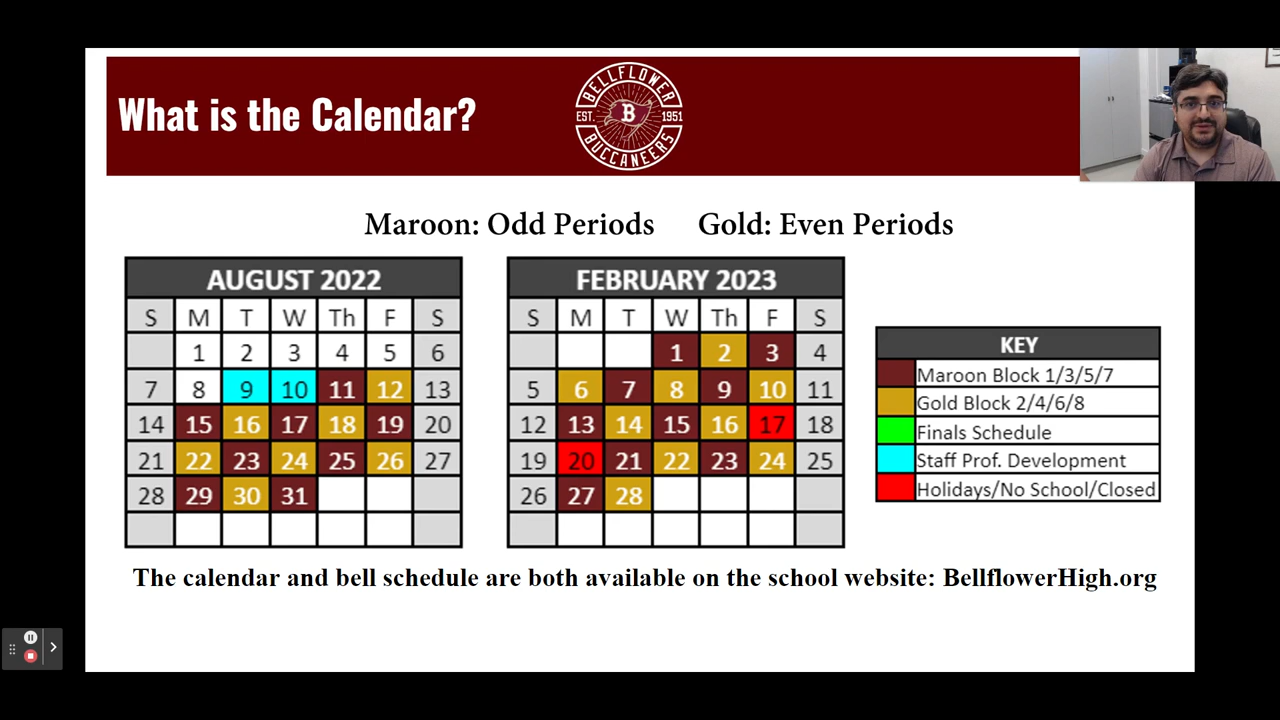 What is the Calendar?
BELLFLOWER
EST. B 1951
BUCCANEERS
Maroon: Odd Periods Gold: Even Periods
AUGUST 2022
S M T W Th F S
1 2 3 4 5 6
7 8 9 10 11 12 13
14 15 16 17 18 19 20
21 22 23 24 25 26 27
28 29 30 31
FEBRUARY 2023
S M T W Th F S
1 2 3 4
5 6 7 8 9 10 11
12 13 14 15 16 17 18
19 20 21 22 23 24 25
26 27 28
KEY
Maroon Block 1/3/5/7
Gold Block 2/4/6/8
Finals Schedule
Staff Prof. Development
Holidays/No School/Closed
The calendar and bell schedule are both available on the school website: BellflowerHigh.org